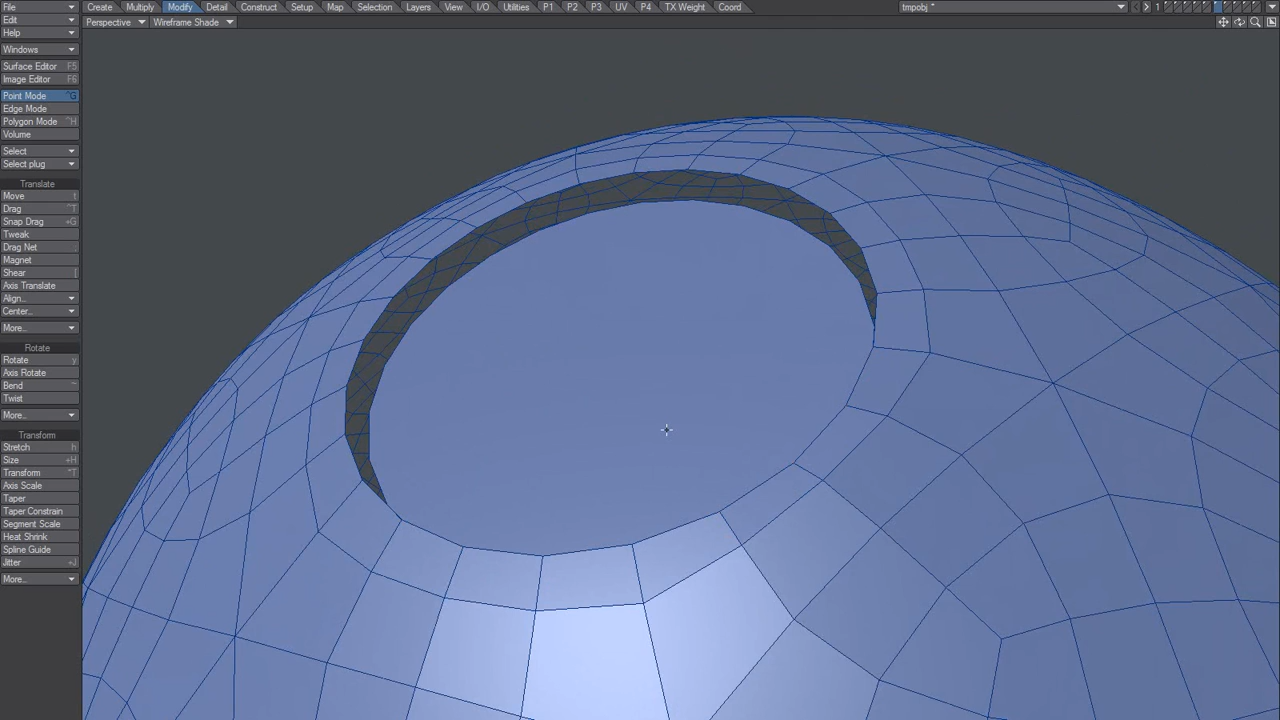 File Create Multiply Modify Detail Construct Setup Map Selection Layers View I/O Utilities P1 P2 P3 UV P4 TX Weight Coord tmpobj * 1
Edit Perspective Wireframe Shade
Help
Windows
Surface Editor F5
Image Editor F6
Point Mode ^G
Edge Mode
Polygon Mode ^H
Volume
Select
Select plug
Translate
Move t
Drag ^T
Snap Drag +G
Tweak
Drag Net ;
Magnet :
Shear [
Axis Translate
Align...
Center...
More...
Rotate
Rotate y
Axis Rotate
Bend ~
Twist
More...
Transform
Stretch h
Size +H
Transform ^T
Axis Scale
Taper
Taper Constrain
Segment Scale
Heat Shrink
Spline Guide
Jitter +J
More...